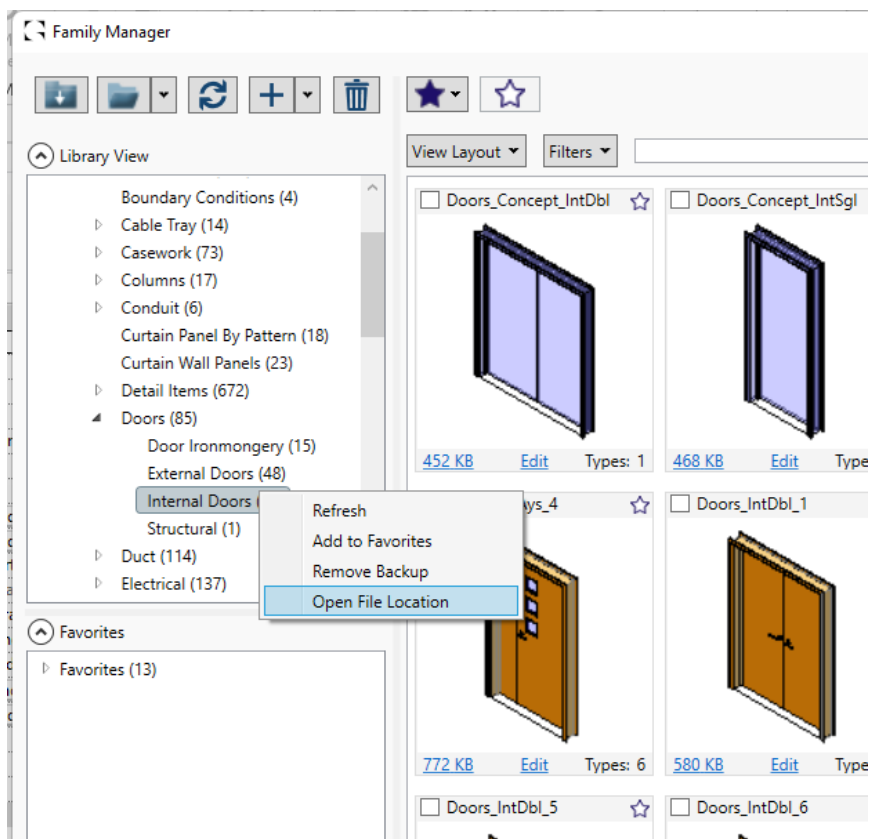 Family Manager
Library View
Boundary Conditions (4)
Cable Tray (14)
Casework (73)
Columns (17)
Conduit (6)
Curtain Panel By Pattern (18)
Curtain Wall Panels (23)
Detail Items (672)
Doors (85)
Door Ironmongery (15)
External Doors (48)
Internal Doors (
Structural (1)
Duct (114)
Electrical (137)
Refresh
Add to Favorites
Remove Backup
Open File Location
Favorites
Favorites (13)
View Layout
Filters
Doors_Concept_IntDbl
Doors_Concept_IntSgl
452 KB Edit Types: 1
468 KB Edit Type
ys_4
Doors_IntDbl_1
772 KB Edit Types: 6
580 KB Edit Type
Doors_IntDbl_5
Doors_IntDbl_6